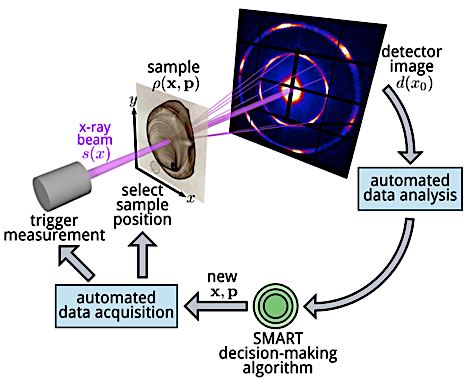 sample
ρ(x, p)
detector
image
d(x₀)
y
x-ray
beam
s(x)
x
select
sample
position
trigger
measurement
automated
data analysis
new
x, p
automated
data acquisition
SMART
decision-making
algorithm